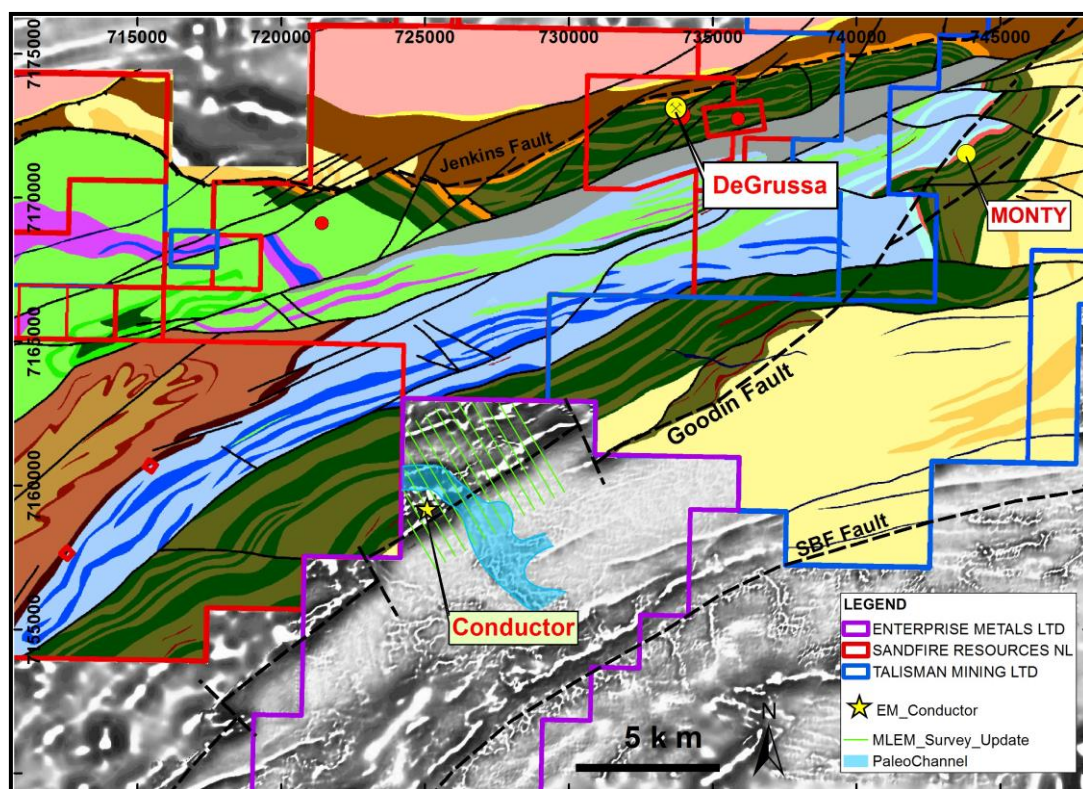 715000 720000 725000 730000 735000 740000 745000
7175000
7170000
7165000
7160000
7155000
Jenkins Fault
DeGrussa
MONTY
Goodin Fault
SBF Fault
Conductor
LEGEND
ENTERPRISE METALS LTD
SANDFIRE RESOURCES NL
TALISMAN MINING LTD
EM_Conductor
MLEM_Survey_Update
PaleoChannel
N
5 k m